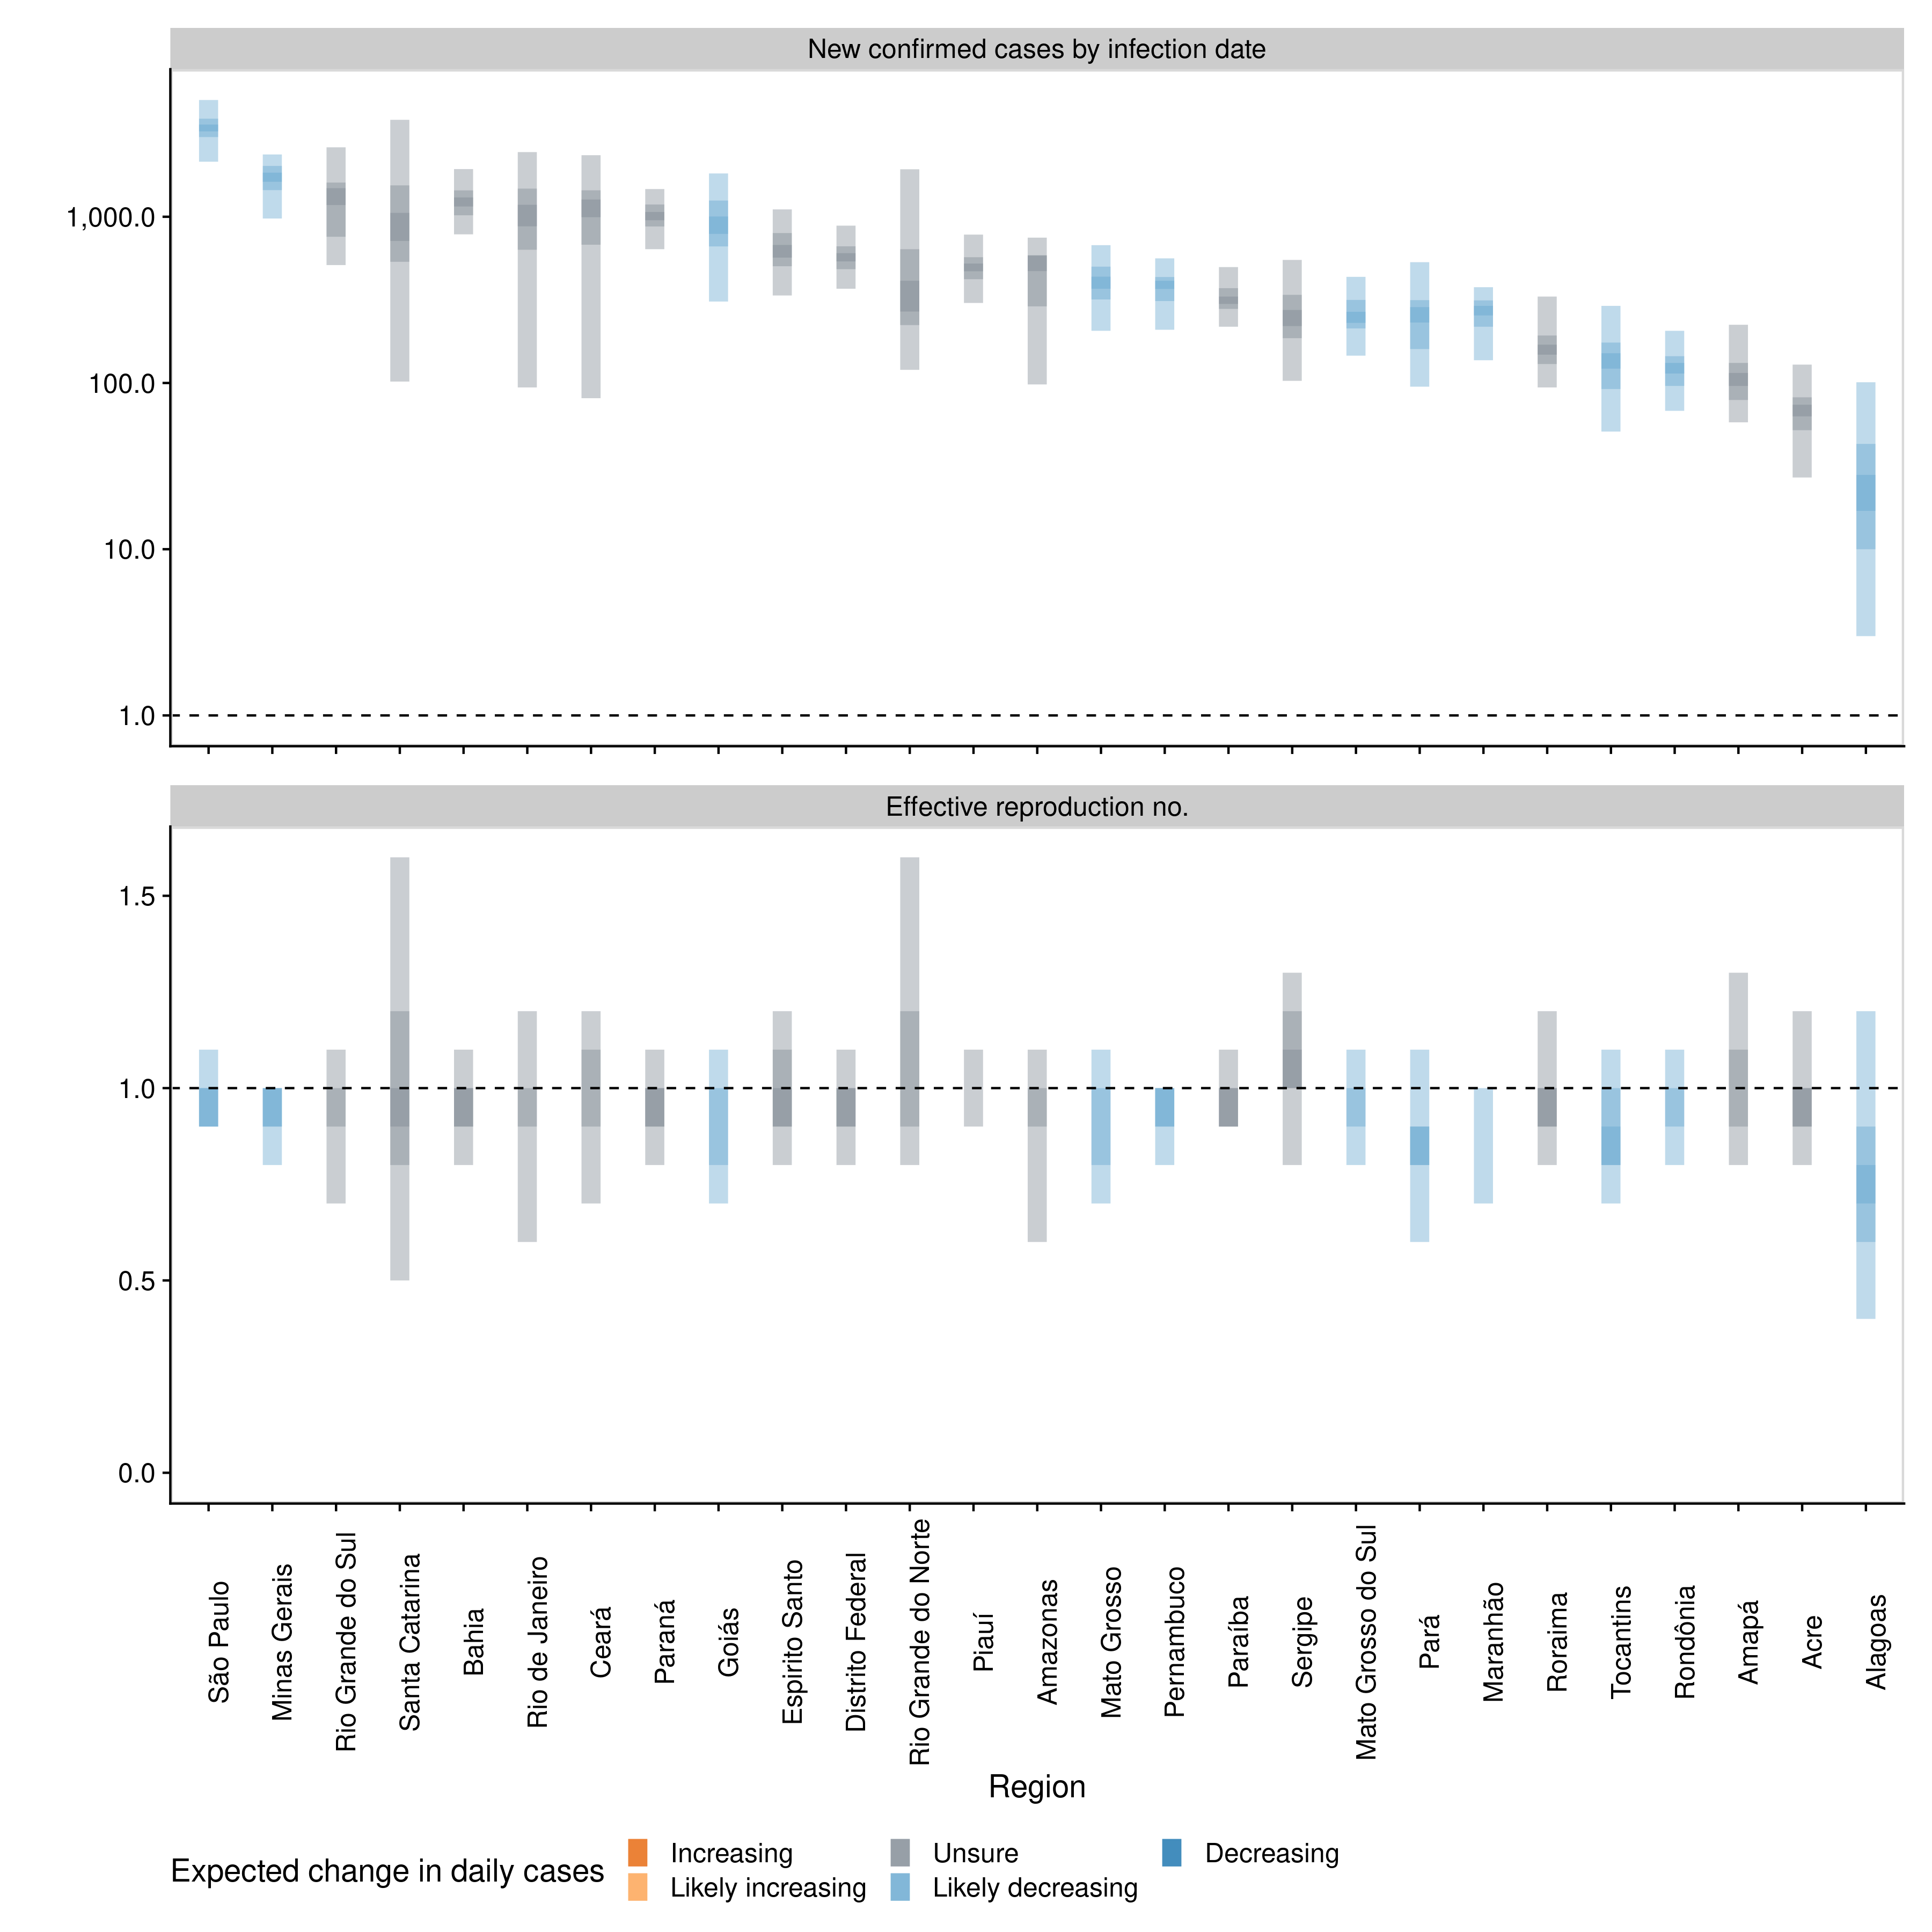 New confirmed cases by infection date
1,000.0
100.0
10.0
1.0
Effective reproduction no.
1.5
1.0
0.5
0.0
São Paulo
Minas Gerais
Rio Grande do Sul
Santa Catarina
Bahia
Rio de Janeiro
Ceará
Paraná
Goiás
Espirito Santo
Distrito Federal
Rio Grande do Norte
Piauí
Amazonas
Mato Grosso
Pernambuco
Paraíba
Sergipe
Mato Grosso do Sul
Pará
Maranhão
Roraima
Tocantins
Rondônia
Amapá
Acre
Alagoas
Region
Expected change in daily cases
Increasing
Likely increasing
Unsure
Likely decreasing
Decreasing